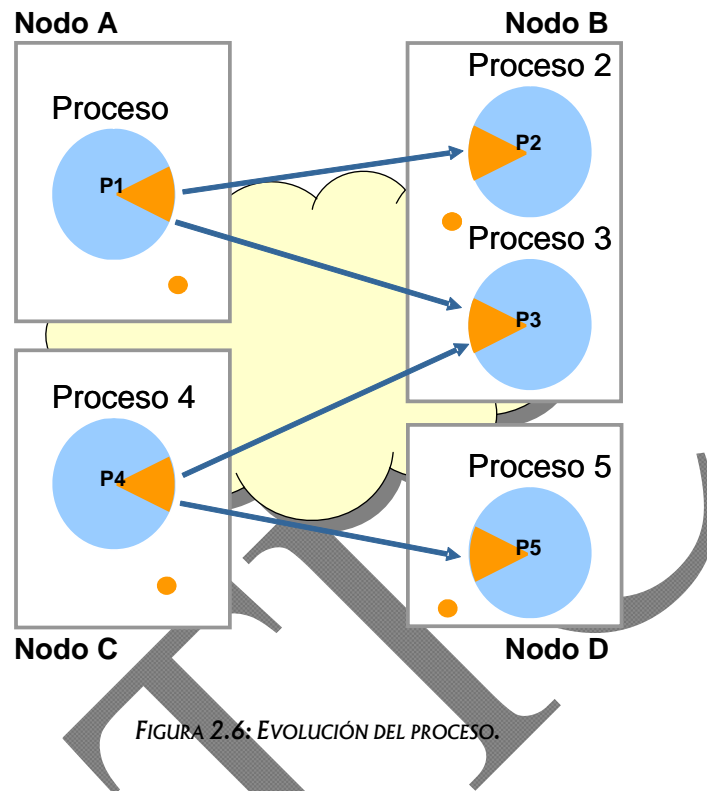 Nodo A
Nodo B
Proceso
P1
Proceso 2
P2
Proceso 3
P3
Proceso 4
P4
Proceso 5
P5
Nodo C
Nodo D
FIGURA 2.6: EVOLUCIÓN DEL PROCESO.